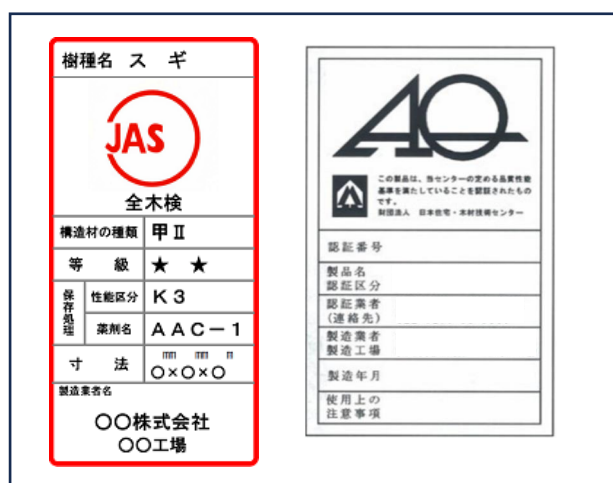 樹種名 ス ギ
JAS
全木検
構造材の種類 甲Ⅱ
等 級 ★ ★
保存処理
性能区分 K3
薬剤名 AAC-1
寸 法 ㎜ ㎜ m
○×○×○
製造業者名
○○株式会社
○○工場
AQ
この製品は、当センターの定める品質性能
基準を満たしていることを認証されたもの
です。
財団法人 日本住宅・木材技術センター
認証番号
製品名
認証区分
認証業者
(連絡先)
製造業者
製造工場
製造年月
使用上の
注意事項